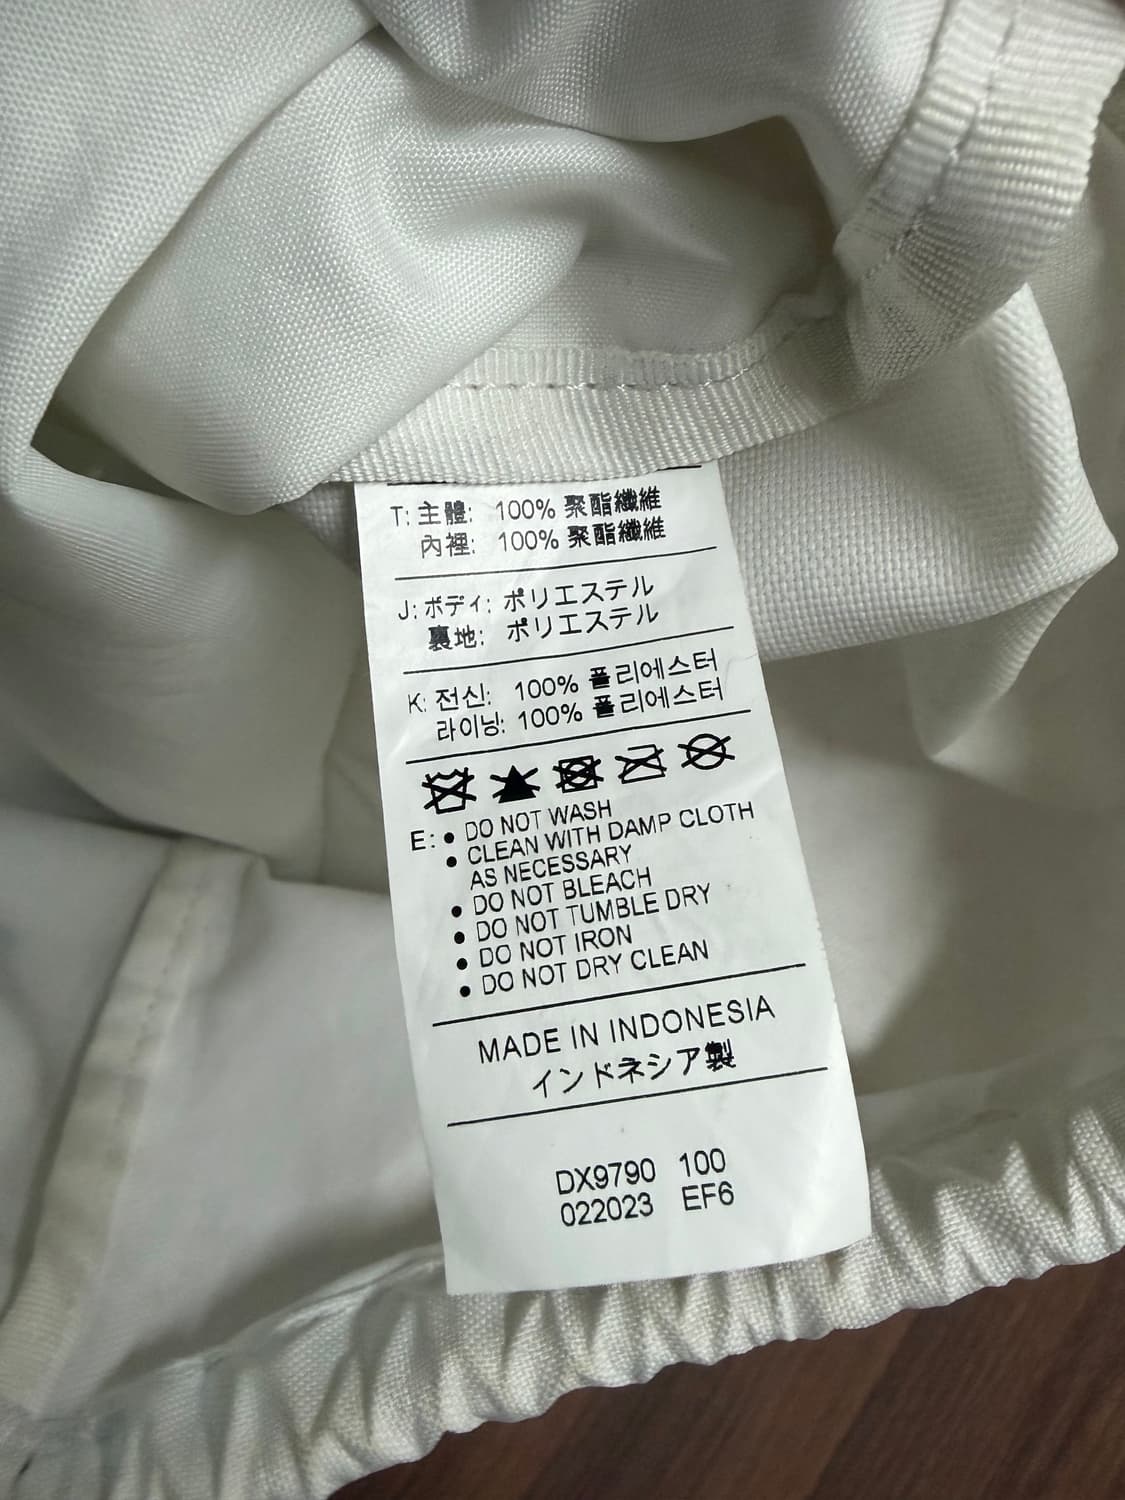 T: 主體: 100% 聚酯纖維
內裡: 100% 聚酯纖維
J: ボディ: ポリエステル
裏地: ポリエステル
K: 전신: 100% 폴리에스터
라이닝: 100% 폴리에스터
E: • DO NOT WASH
• CLEAN WITH DAMP CLOTH
AS NECESSARY
• DO NOT BLEACH
• DO NOT TUMBLE DRY
• DO NOT IRON
• DO NOT DRY CLEAN
MADE IN INDONESIA
インドネシア製
DX9790 100
022023 EF6